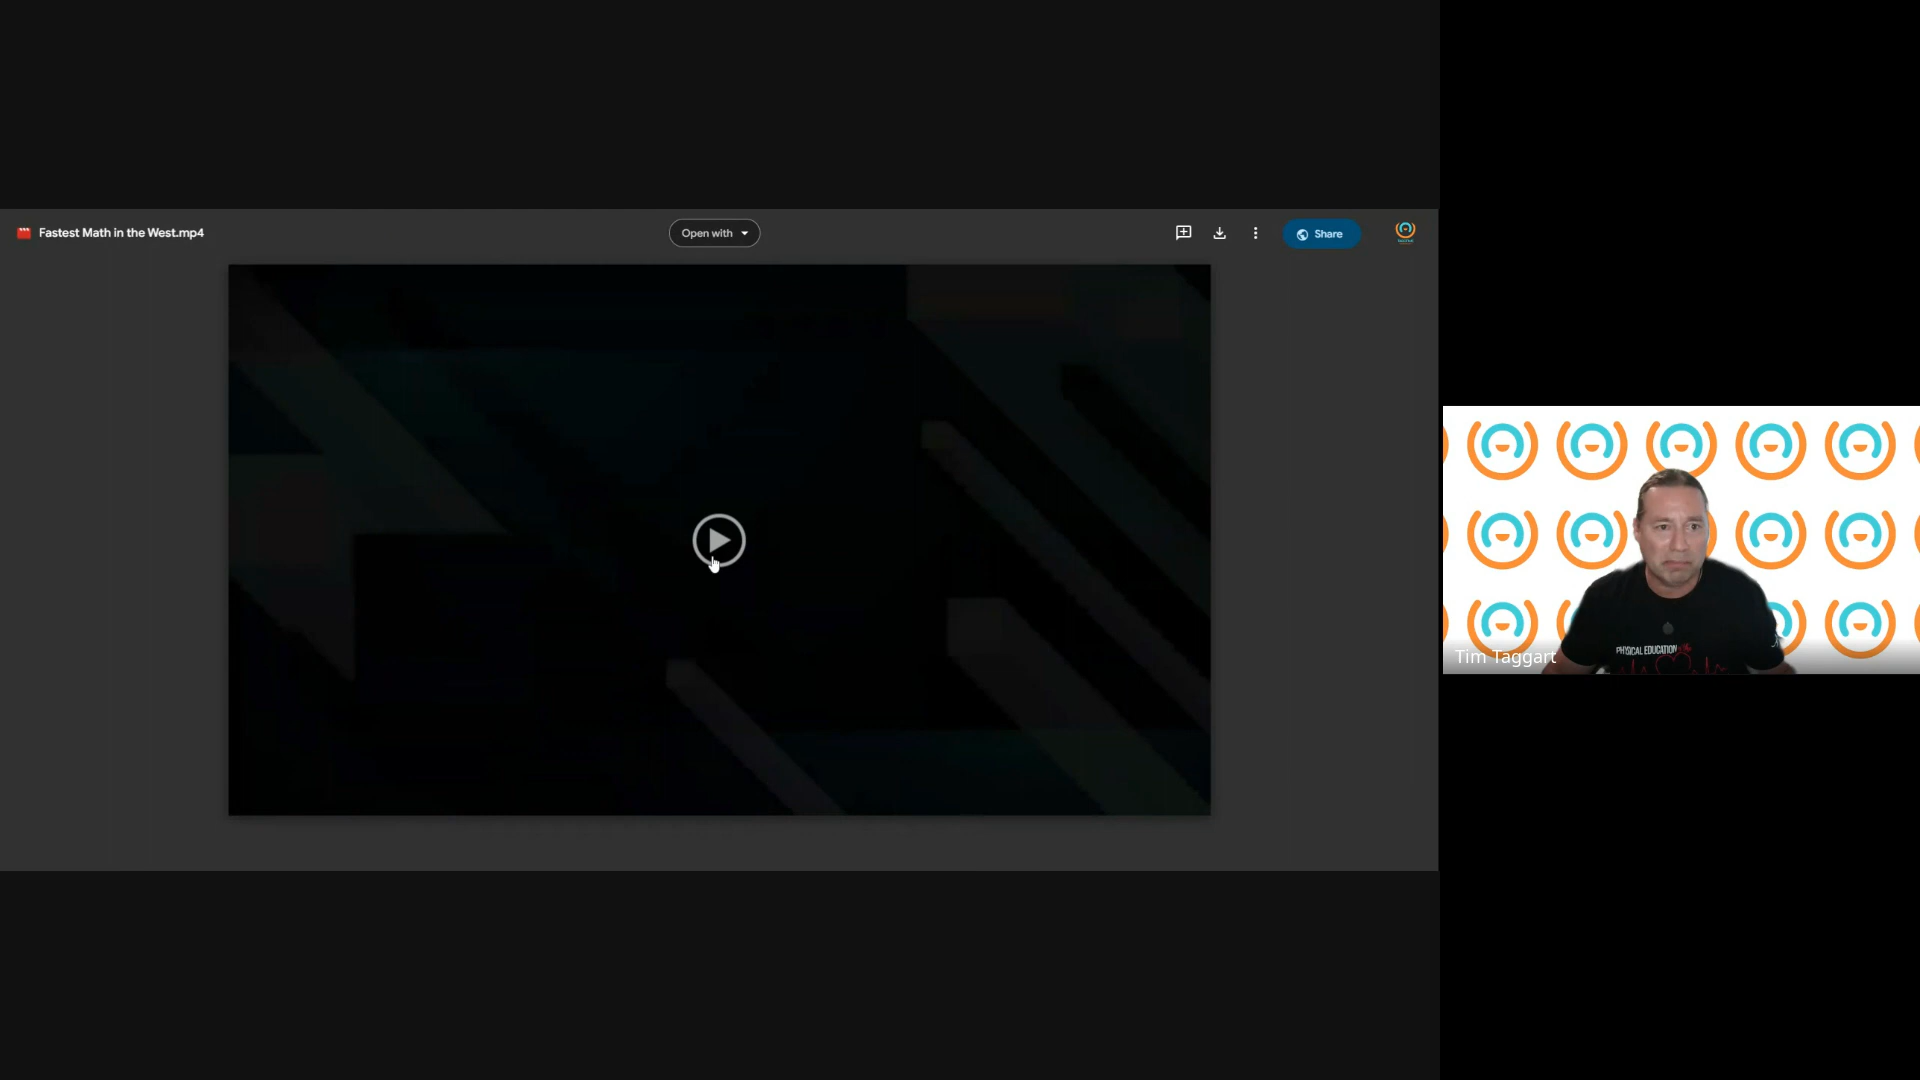 Fastest Math in the West.mp4
Open with
Share
PHYSICAL EDUCATION
Tim Taggart